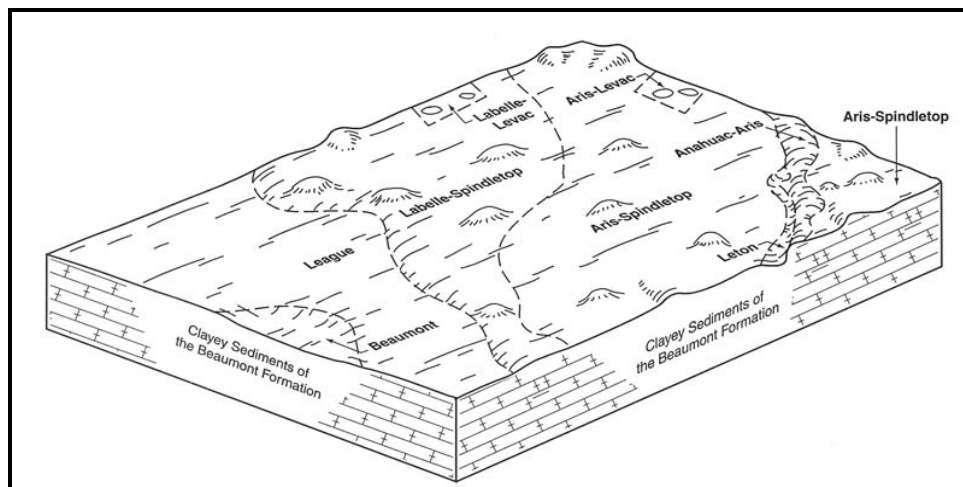 Labelle-
Levac
Aris-Levac
Aris-Spindletop
Anahuac-Aris
Labelle-Spindletop
Aris-Spindletop
League
Leton
Beaumont
Clayey Sediments of
the Beaumont Formation
Clayey Sediments of
the Beaumont Formation